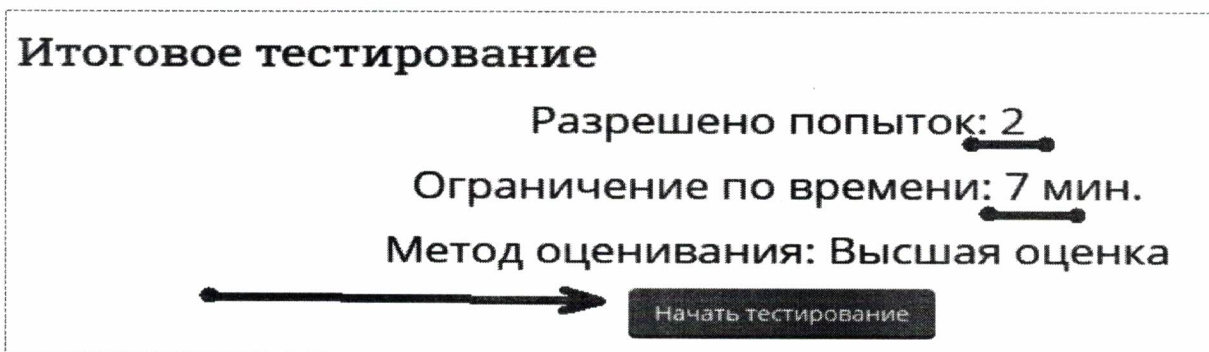 Итоговое тестирование
Разрешено попыток: 2
Ограничение по времени: 7 мин.
Метод оценивания: Высшая оценка
Начать тестирование